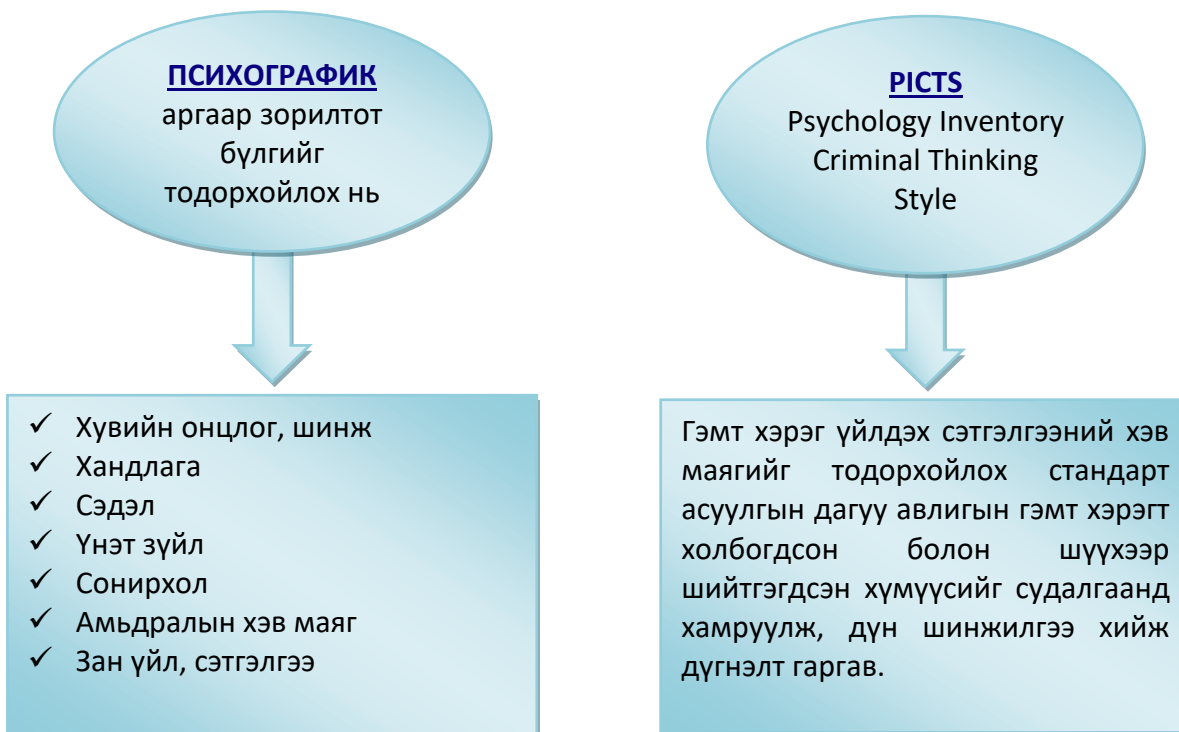 ПСИХОГРАФИК
аргаар зорилтот
бүлгийг
тодорхойлох нь
✓ Хувийн онцлог, шинж
✓ Хандлага
✓ Сэдэл
✓ Үнэт зүйл
✓ Сонирхол
✓ Амьдралын хэв маяг
✓ Зан үйл, сэтгэлгээ
PICTS
Psychology Inventory
Criminal Thinking
Style
Гэмт хэрэг үйлдэх сэтгэлгээний хэв
маягийг тодорхойлох стандарт
асуулгын дагуу авлигын гэмт хэрэгт
холбогдсон болон шүүхээр
шийтгэгдсэн хүмүүсийг судалгаанд
хамруулж, дүн шинжилгээ хийж
дүгнэлт гаргав.